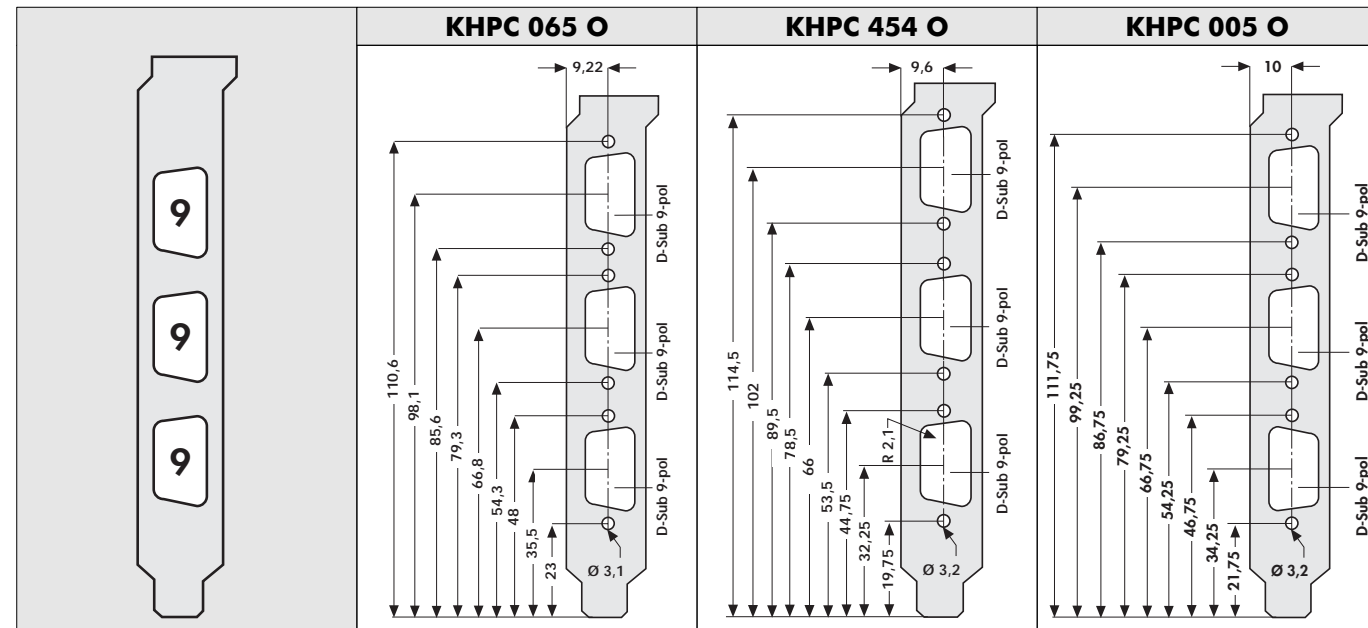 KHPC 065 O
KHPC 454 O
KHPC 005 O
9
9
9
9,22
110,6
98,1
85,6
79,3
66,8
54,3
48
35,5
23
Ø 3,1
D-Sub 9-pol
D-Sub 9-pol
D-Sub 9-pol
9,6
114,5
102
89,5
78,5
66
53,5
44,75
32,25
19,75
R 2,1
Ø 3,2
D-Sub 9-pol
D-Sub 9-pol
D-Sub 9-pol
10
111,75
99,25
86,75
79,25
66,75
54,25
46,75
34,25
21,75
Ø 3,2
D-Sub 9-pol
D-Sub 9-pol
D-Sub 9-pol